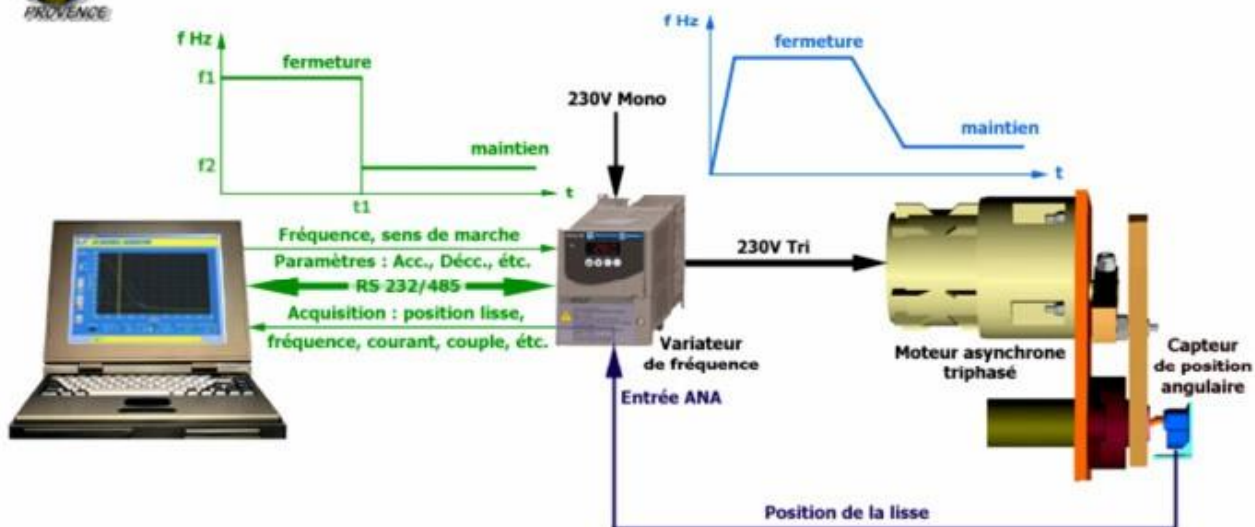 PROVENCE
f Hz
fermeture
f1
maintien
f2
t
t1
230V Mono
f Hz
fermeture
maintien
t
Fréquence, sens de marche
Paramètres : Acc., Décc., étc.
RS 232/485
Acquisition : position lisse,
fréquence, courant, couple, étc.
Variateur
de fréquence
230V Tri
Moteur asynchrone
triphasé
Capteur
de position
angulaire
Entrée ANA
Position de la lisse